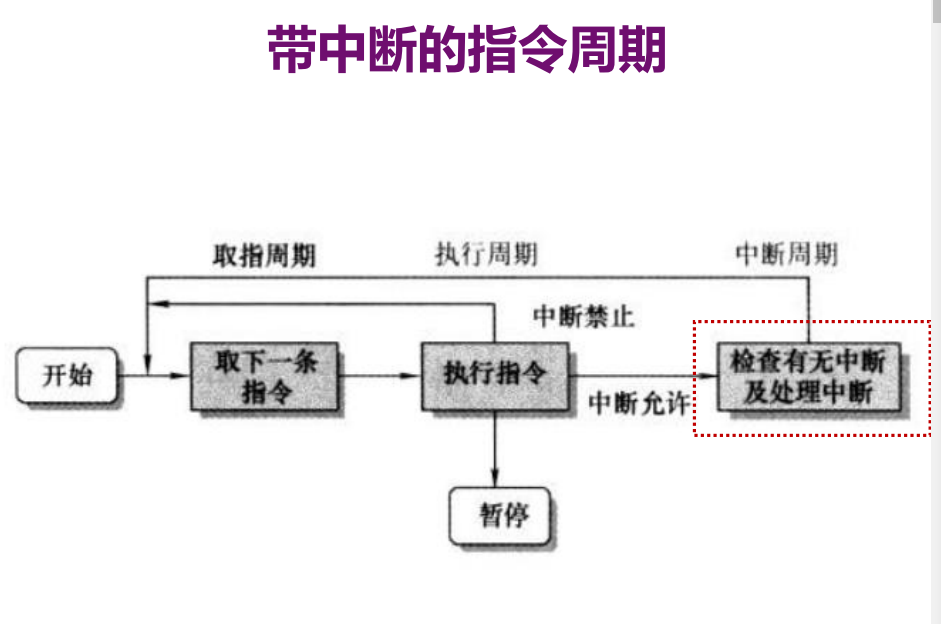 带中断的指令周期
取指周期
执行周期
中断周期
中断禁止
开始
取下一条
指令
执行指令
中断允许
检查有无中断
及处理中断
暂停